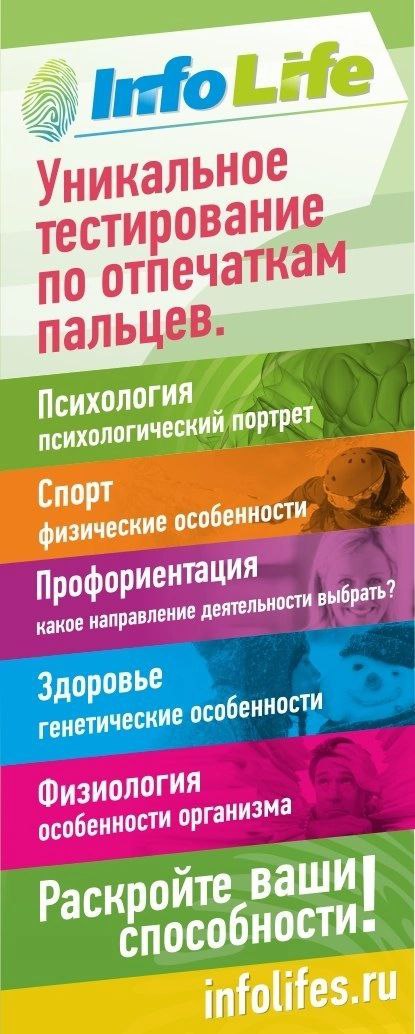 Info Life
Уникальное
тестирование
по отпечаткам
пальцев.
Психология
психологический портрет
Спорт
физические особенности
Профориентация
какое направление деятельности выбрать?
Здоровье
генетические особенности
Физиология
особенности организма
Раскройте ваши
способности!
infolifes.ru